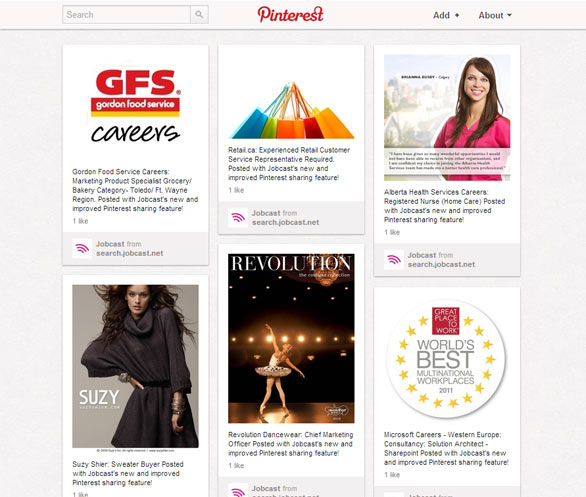 Search
Pinterest
Add +
About
GFS
gordon food service
careers
Gordon Food Service Careers:
Marketing Product Specialist Grocery/
Bakery Category- Toledo/ Ft. Wayne
Region. Posted with Jobcast's new and
improved Pinterest sharing feature!
1 like
Jobcast from
search.jobcast.net
Retail.ca: Experienced Retail Customer
Service Representative Required.
Posted with Jobcast's new and
improved Pinterest sharing feature!
1 like
Jobcast from
search.jobcast.net
BRIANNA BUSBY - Calgary
Alberta Health Services Careers:
Registered Nurse (Home Care) Posted
with Jobcast's new and improved
Pinterest sharing feature!
1 like
Jobcast from
search.jobcast.net
SUZY
Suzy Shier: Sweater Buyer Posted
with Jobcast's new and improved
Pinterest sharing feature!
1 like
REVOLUTION
the costume collection
Revolution Dancewear: Chief Marketing
Officer Posted with Jobcast's new and
improved Pinterest sharing feature!
1 like
Jobcast from
GREAT
PLACE
TO
WORK
WORLD'S
BEST
MULTINATIONAL
WORKPLACES
2011
Microsoft Careers - Western Europe:
Consultancy: Solution Architect -
Sharepoint Posted with Jobcast's new
and improved Pinterest sharing feature!
1 like
Jobcast from